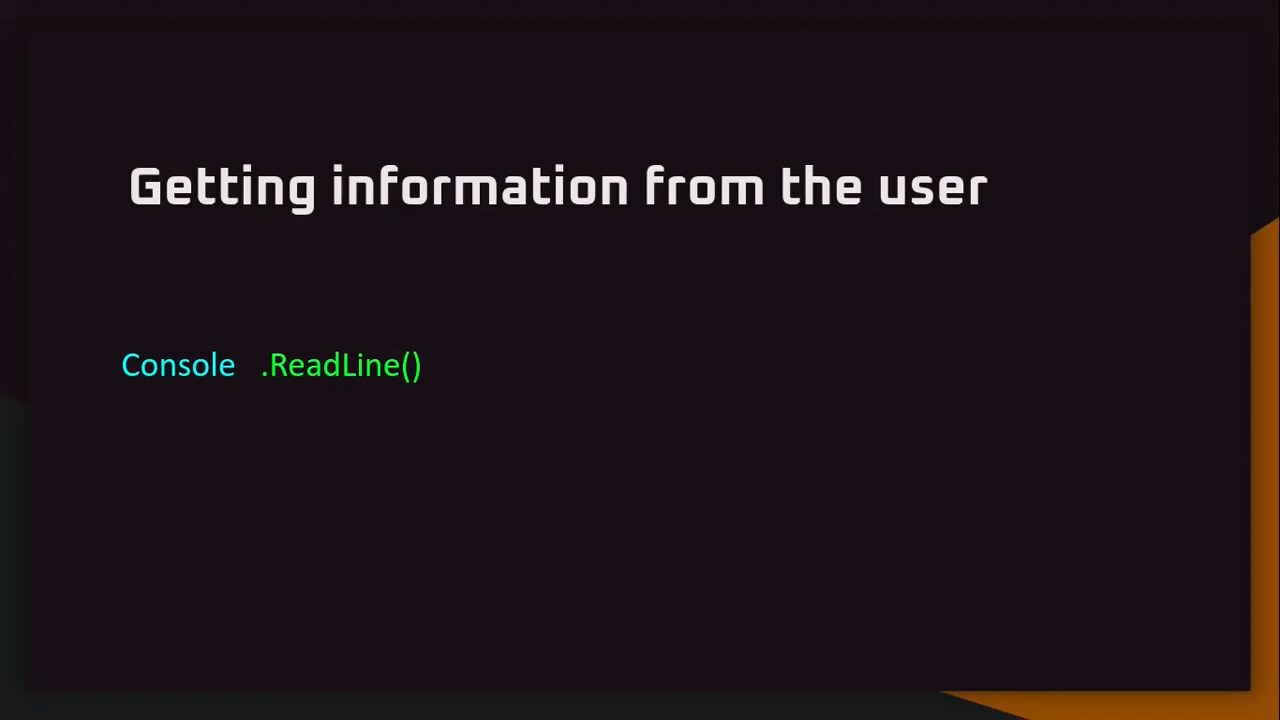 Getting information from the user
Console .ReadLine()